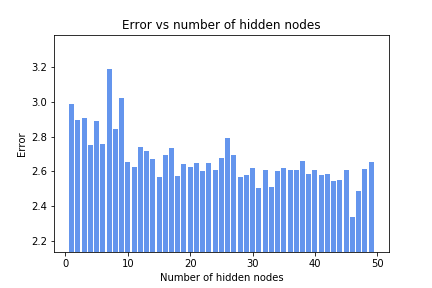 Error vs number of hidden nodes
3.2
3.0
2.8
2.6
2.4
2.2
Error
0 10 20 30 40 50
Number of hidden nodes